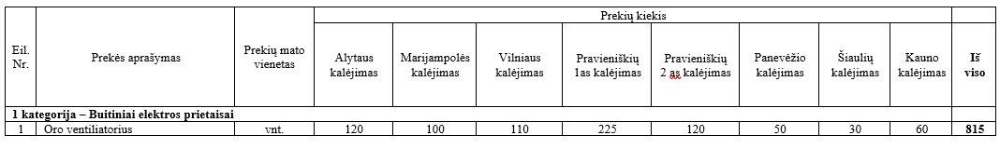 Prekių kiekis
Eil. Nr. Prekės aprašymas Prekių mato vienetas Alytaus kalėjimas Marijampolės kalėjimas Vilniaus kalėjimas Pravieniškių 1as kalėjimas Pravieniškių 2 as kalėjimas Panevėžio kalėjimas Šiaulių kalėjimas Kauno kalėjimas Iš viso
1 kategorija – Buitiniai elektros prietaisai
1 Oro ventiliatorius vnt. 120 100 110 225 120 50 30 60 815